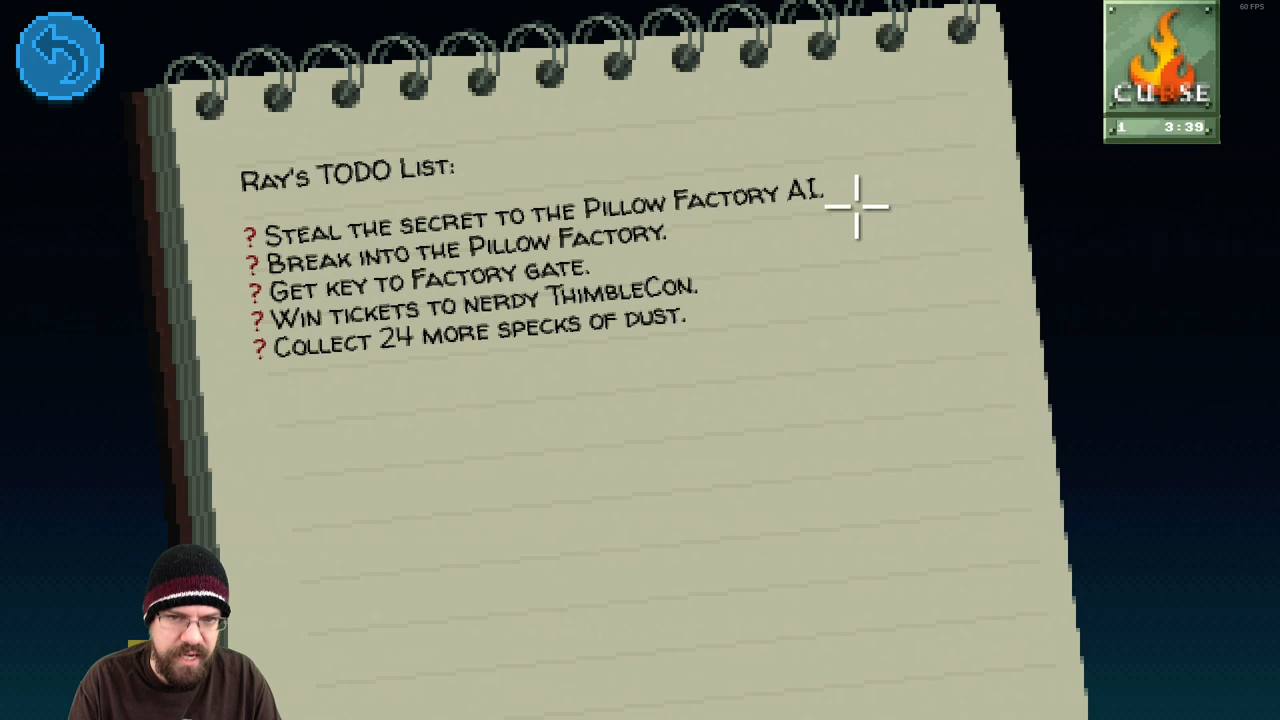 60 FPS
CURSE
1 3:39
Ray's TODO List:
? Steal the secret to the Pillow Factory AI.
? Break into the Pillow Factory.
? Get key to Factory gate.
? Win tickets to nerdy ThimbleCon.
? Collect 24 more specks of dust.